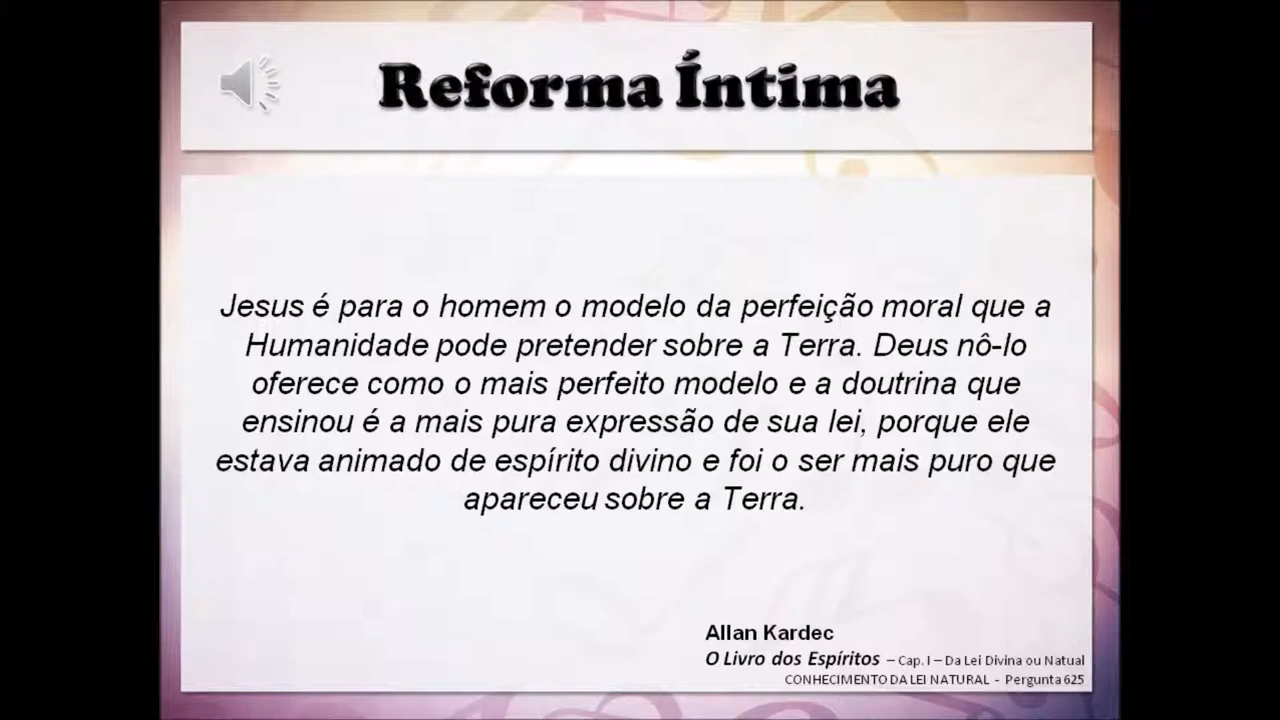 Reforma Íntima
Jesus é para o homem o modelo da perfeição moral que a
Humanidade pode pretender sobre a Terra. Deus nô-lo
oferece como o mais perfeito modelo e a doutrina que
ensinou é a mais pura expressão de sua lei, porque ele
estava animado de espírito divino e foi o ser mais puro que
apareceu sobre a Terra.
Allan Kardec
O Livro dos Espíritos – Cap. I – Da Lei Divina ou Natual
CONHECIMENTO DA LEI NATURAL - Pergunta 625